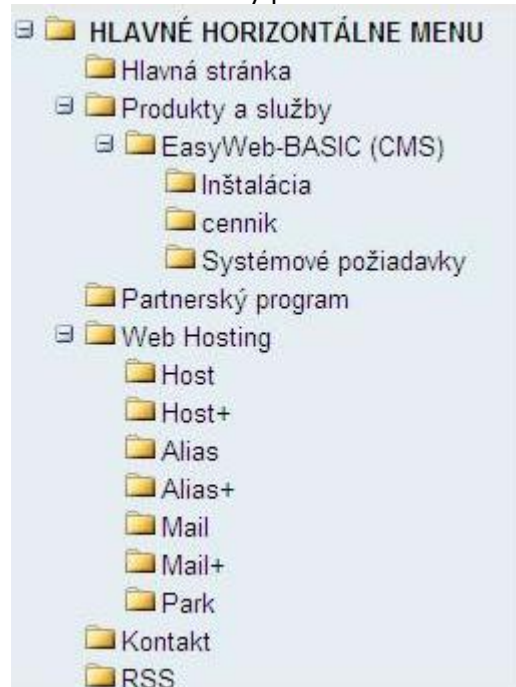 HLAVNÉ HORIZONTÁLNE MENU
Hlavná stránka
Produkty a služby
EasyWeb-BASIC (CMS)
Inštalácia
cennik
Systémové požiadavky
Partnerský program
Web Hosting
Host
Host+
Alias
Alias+
Mail
Mail+
Park
Kontakt
RSS